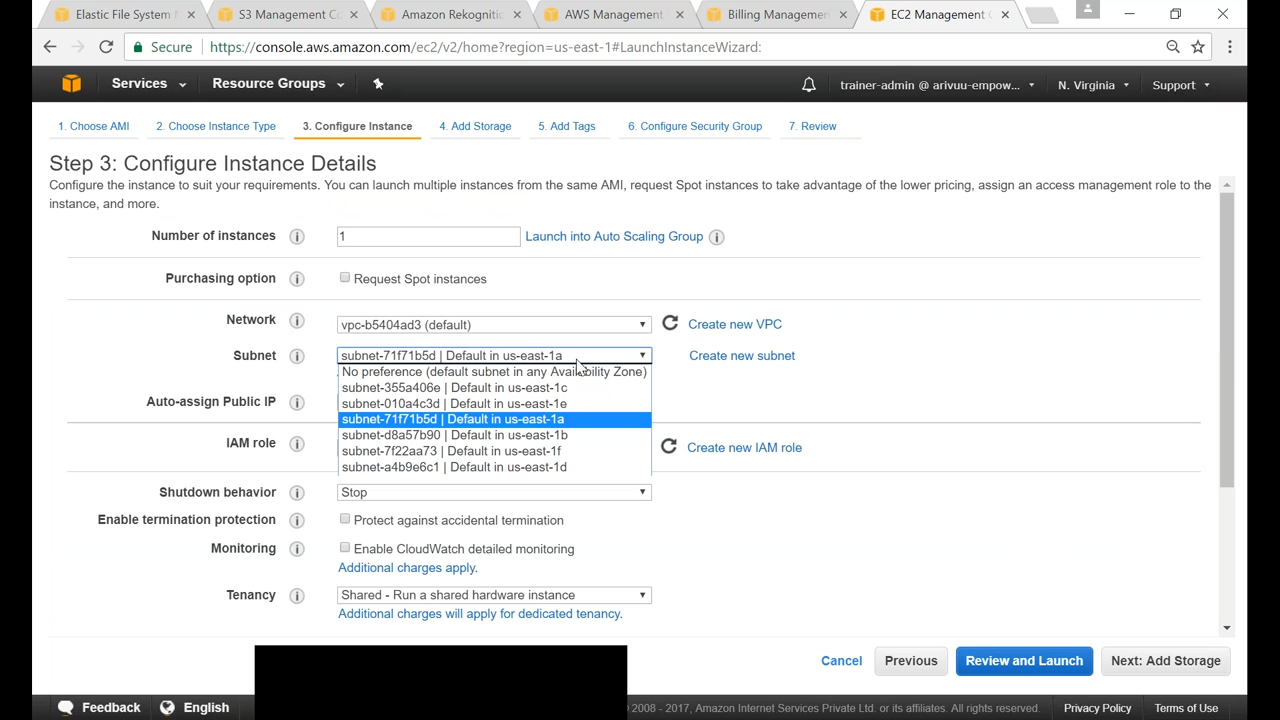 Elastic File System M
S3 Management Co
Amazon Rekognitio
AWS Management
Billing Managemen
EC2 Management C
Secure
https://console.aws.amazon.com/ec2/v2/home?region=us-east-1#LaunchInstanceWizard:
Services
Resource Groups
trainer-admin @ arivuu-empow...
N. Virginia
Support
1. Choose AMI
2. Choose Instance Type
3. Configure Instance
4. Add Storage
5. Add Tags
6. Configure Security Group
7. Review
Step 3: Configure Instance Details
Configure the instance to suit your requirements. You can launch multiple instances from the same AMI, request Spot instances to take advantage of the lower pricing, assign an access management role to the
instance, and more.
Number of instances
1
Launch into Auto Scaling Group
Purchasing option
Request Spot instances
Network
vpc-b5404ad3 (default)
Create new VPC
Subnet
subnet-71f71b5d | Default in us-east-1a
Create new subnet
No preference (default subnet in any Availability Zone)
subnet-355a406e | Default in us-east-1c
Auto-assign Public IP
subnet-010a4c3d | Default in us-east-1e
subnet-71f71b5d | Default in us-east-1a
subnet-d8a57b90 | Default in us-east-1b
IAM role
subnet-7f22aa73 | Default in us-east-1f
Create new IAM role
subnet-a4b9e6c1 | Default in us-east-1d
Shutdown behavior
Stop
Enable termination protection
Protect against accidental termination
Monitoring
Enable CloudWatch detailed monitoring
Additional charges apply.
Tenancy
Shared - Run a shared hardware instance
Additional charges will apply for dedicated tenancy.
Cancel
Previous
Review and Launch
Next: Add Storage
Feedback
English
2008 - 2017, Amazon Internet Services Private Ltd. or its affiliates. All rights reserved.
Privacy Policy
Terms of Use